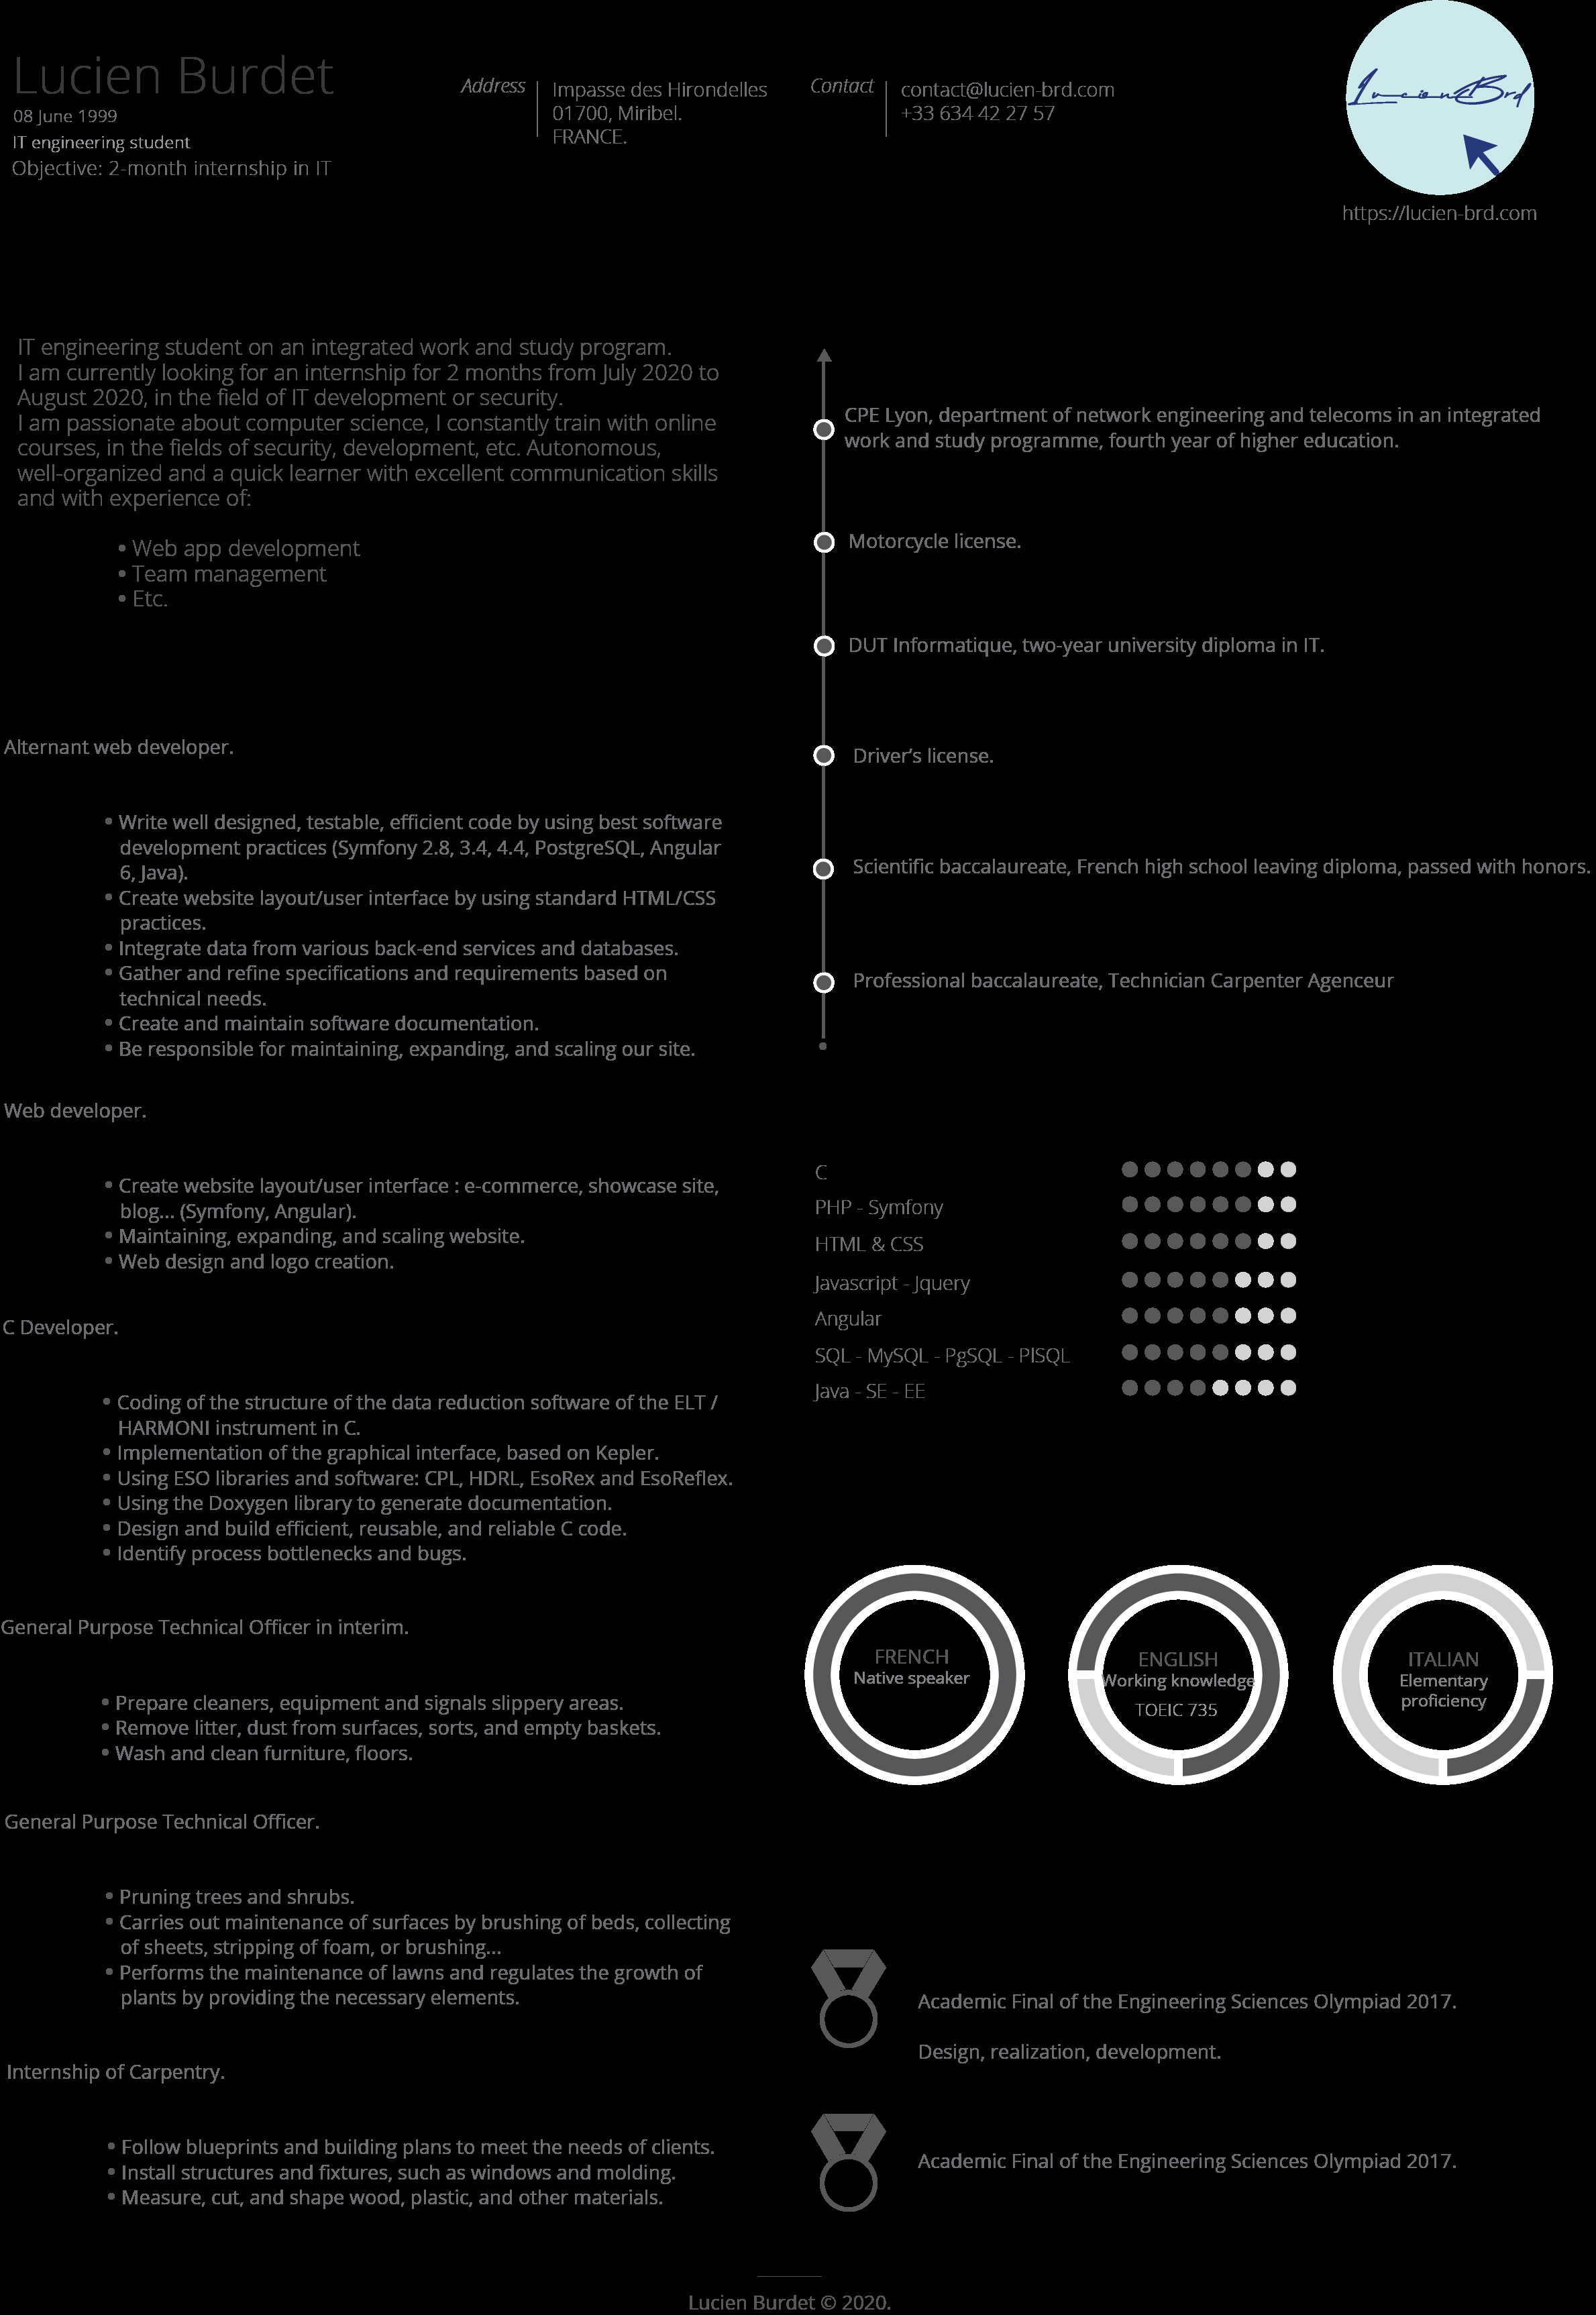 Lucien Burdet
08 June 1999
IT engineering student
Objective: 2-month internship in IT
Address
Impasse des Hirondelles
01700, Miribel.
FRANCE.
Contact
contact@lucien-brd.com
+33 634 42 27 57
LucienBrd
https://lucien-brd.com
IT engineering student on an integrated work and study program.
I am currently looking for an internship for 2 months from July 2020 to
August 2020, in the field of IT development or security.
I am passionate about computer science, I constantly train with online
courses, in the fields of security, development, etc. Autonomous,
well-organized and a quick learner with excellent communication skills
and with experience of:
• Web app development
• Team management
• Etc.
Alternant web developer.
• Write well designed, testable, efficient code by using best software
development practices (Symfony 2.8, 3.4, 4.4, PostgreSQL, Angular
6, Java).
• Create website layout/user interface by using standard HTML/CSS
practices.
• Integrate data from various back-end services and databases.
• Gather and refine specifications and requirements based on
technical needs.
• Create and maintain software documentation.
• Be responsible for maintaining, expanding, and scaling our site.
Web developer.
• Create website layout/user interface : e-commerce, showcase site,
blog... (Symfony, Angular).
• Maintaining, expanding, and scaling website.
• Web design and logo creation.
C Developer.
• Coding of the structure of the data reduction software of the ELT /
HARMONI instrument in C.
• Implementation of the graphical interface, based on Kepler.
• Using ESO libraries and software: CPL, HDRL, EsoRex and EsoReflex.
• Using the Doxygen library to generate documentation.
• Design and build efficient, reusable, and reliable C code.
• Identify process bottlenecks and bugs.
General Purpose Technical Officer in interim.
• Prepare cleaners, equipment and signals slippery areas.
• Remove litter, dust from surfaces, sorts, and empty baskets.
• Wash and clean furniture, floors.
General Purpose Technical Officer.
• Pruning trees and shrubs.
• Carries out maintenance of surfaces by brushing of beds, collecting
of sheets, stripping of foam, or brushing...
• Performs the maintenance of lawns and regulates the growth of
plants by providing the necessary elements.
Internship of Carpentry.
• Follow blueprints and building plans to meet the needs of clients.
• Install structures and fixtures, such as windows and molding.
• Measure, cut, and shape wood, plastic, and other materials.
CPE Lyon, department of network engineering and telecoms in an integrated
work and study programme, fourth year of higher education.
Motorcycle license.
DUT Informatique, two-year university diploma in IT.
Driver’s license.
Scientific baccalaureate, French high school leaving diploma, passed with honors.
Professional baccalaureate, Technician Carpenter Agenceur
C
PHP - Symfony
HTML & CSS
Javascript - Jquery
Angular
SQL - MySQL - PgSQL - PlSQL
Java - SE - EE
FRENCH
Native speaker
ENGLISH
Working knowledge
TOEIC 735
ITALIAN
Elementary
proficiency
Academic Final of the Engineering Sciences Olympiad 2017.
Design, realization, development.
Academic Final of the Engineering Sciences Olympiad 2017.
Lucien Burdet © 2020.